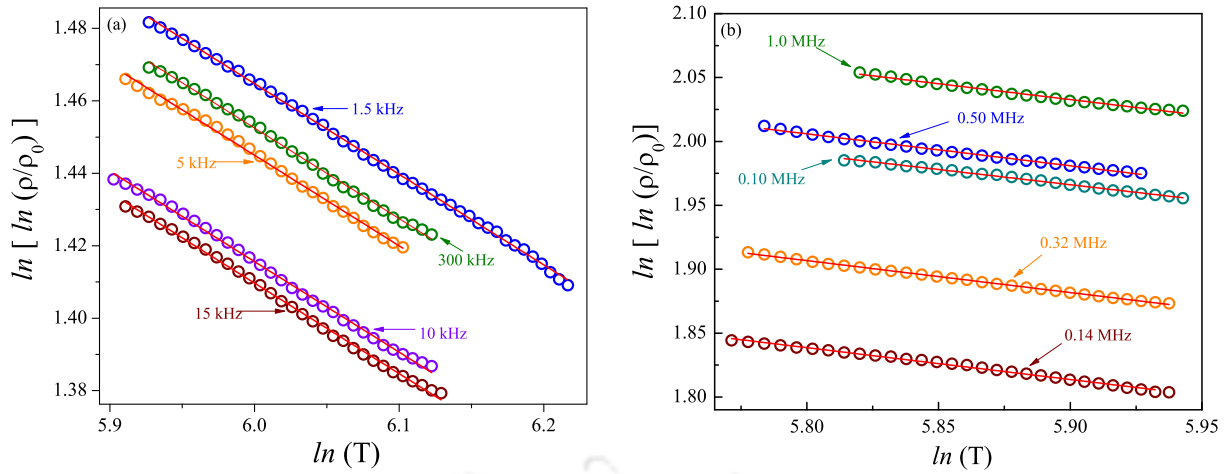 (a)
1.48
1.46
1.44
1.42
1.40
1.38
ln [ ln (ρ/ρ₀) ]
1.5 kHz
5 kHz
300 kHz
15 kHz
10 kHz
5.9 6.0 6.1 6.2
ln (T)
(b)
2.10
2.05
2.00
1.95
1.90
1.85
1.80
ln [ ln (ρ/ρ₀)]
1.0 MHz
0.50 MHz
0.10 MHz
0.32 MHz
0.14 MHz
5.80 5.85 5.90 5.95
ln (T)